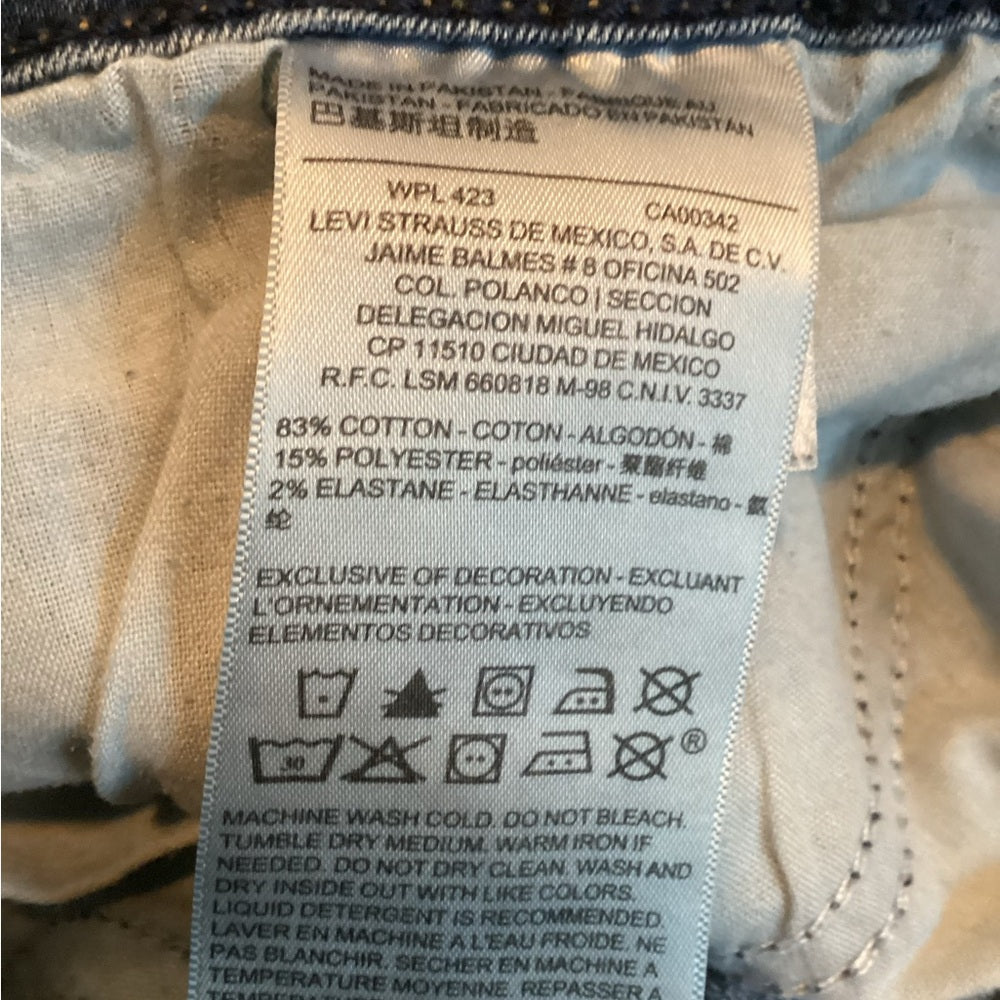 MADE IN PAKISTAN - FABRIQUE AU
PAKISTAN - FABRICADO EN PAKISTÁN
巴基斯坦制造
WPL 423 CA00342
LEVI STRAUSS DE MEXICO, S.A. DE C.V.
JAIME BALMES # 8 OFICINA 502
COL. POLANCO I SECCION
DELEGACION MIGUEL HIDALGO
CP 11510 CIUDAD DE MEXICO
R.F.C. LSM 660818 M-98 C.N.I.V. 3337
83% COTTON - COTON - ALGODÓN - 棉
15% POLYESTER - poliéster - 聚酯纤维
2% ELASTANE - ELASTHANNE - elastano - 氨
纶
EXCLUSIVE OF DECORATION - EXCLUANT
L'ORNEMENTATION - EXCLUYENDO
ELEMENTOS DECORATIVOS
30
®
MACHINE WASH COLD. DO NOT BLEACH.
TUMBLE DRY MEDIUM. WARM IRON IF
NEEDED. DO NOT DRY CLEAN. WASH AND
DRY INSIDE OUT WITH LIKE COLORS.
LIQUID DETERGENT IS RECOMMENDED.
LAVER EN MACHINE A L'EAU FROIDE. NE
PAS BLANCHIR. SECHER EN MACHINE A
TEMPERATURE MOYENNE. REPASSER A